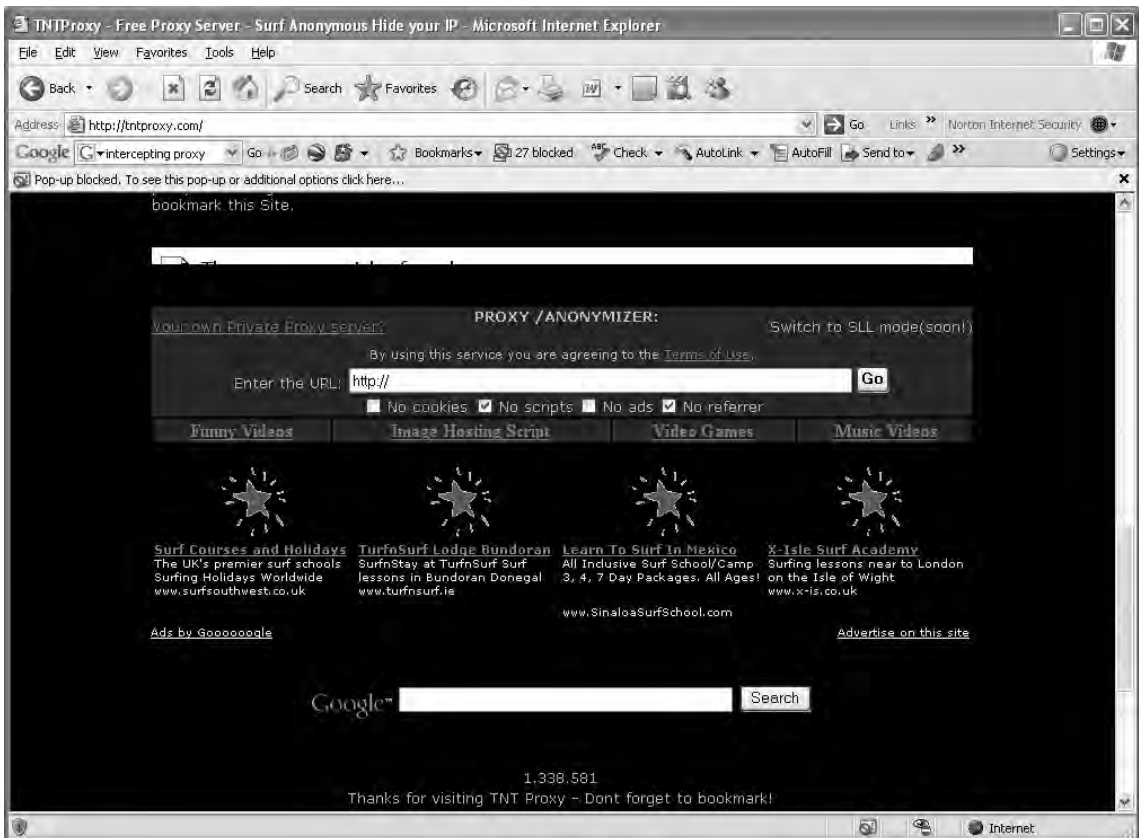 TNTProxy - Free Proxy Server - Surf Anonymous Hide your IP - Microsoft Internet Explorer
File Edit View Favorites Tools Help
Back Search Favorites
Address http://tntproxy.com/ Go Links » Norton Internet Security
Google G intercepting proxy Go Bookmarks 27 blocked ABC Check AutoLink AutoFill Send to » Settings
Pop-up blocked. To see this pop-up or additional options click here...
bookmark this Site.
PROXY /ANONYMIZER:
Your own Private Proxy server? Switch to SLL mode(soon!)
By using this service you are agreeing to the Terms of Use.
Enter the URL: http:// Go
No cookies No scripts No ads No referrer
Funny Videos Image Hosting Script Video Games Music Videos
Surf Courses and Holidays
The UK's premier surf schools
Surfing Holidays Worldwide
www.surfsouthwest.co.uk
TurfnSurf Lodge Bundoran
SurfnStay at TurfnSurf Surf
lessons in Bundoran Donegal
www.turfnsurf.ie
Learn To Surf In Mexico
All Inclusive Surf School/Camp
3, 4, 7 Day Packages. All Ages!
www.SinaloaSurfSchool.com
X-Isle Surf Academy
Surfing lessons near to London
on the Isle of Wight
www.x-is.co.uk
Ads by Goooooogle Advertise on this site
Google™ Search
1.338.581
Thanks for visiting TNT Proxy - Dont forget to bookmark!
Internet